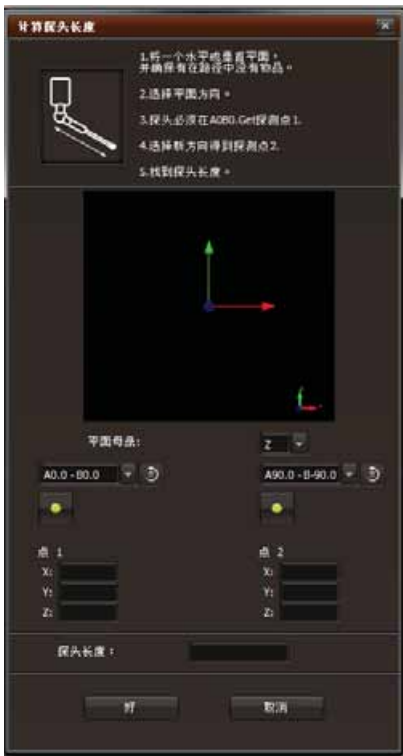 计算探头长度
1.将一个水平或垂直平面。
并确保有在路径中没有物品。
2.选择平面方向。
3.探头必须在A0B0.Get探测点1.
4.选择新方向得到探测点2.
5.找到探头长度。
平面母条:
Z
A0.0 - B0.0
A90.0 - B-90.0
点 1
点 2
X:
X:
Y:
Y:
Z:
Z:
探头长度：
好
取消